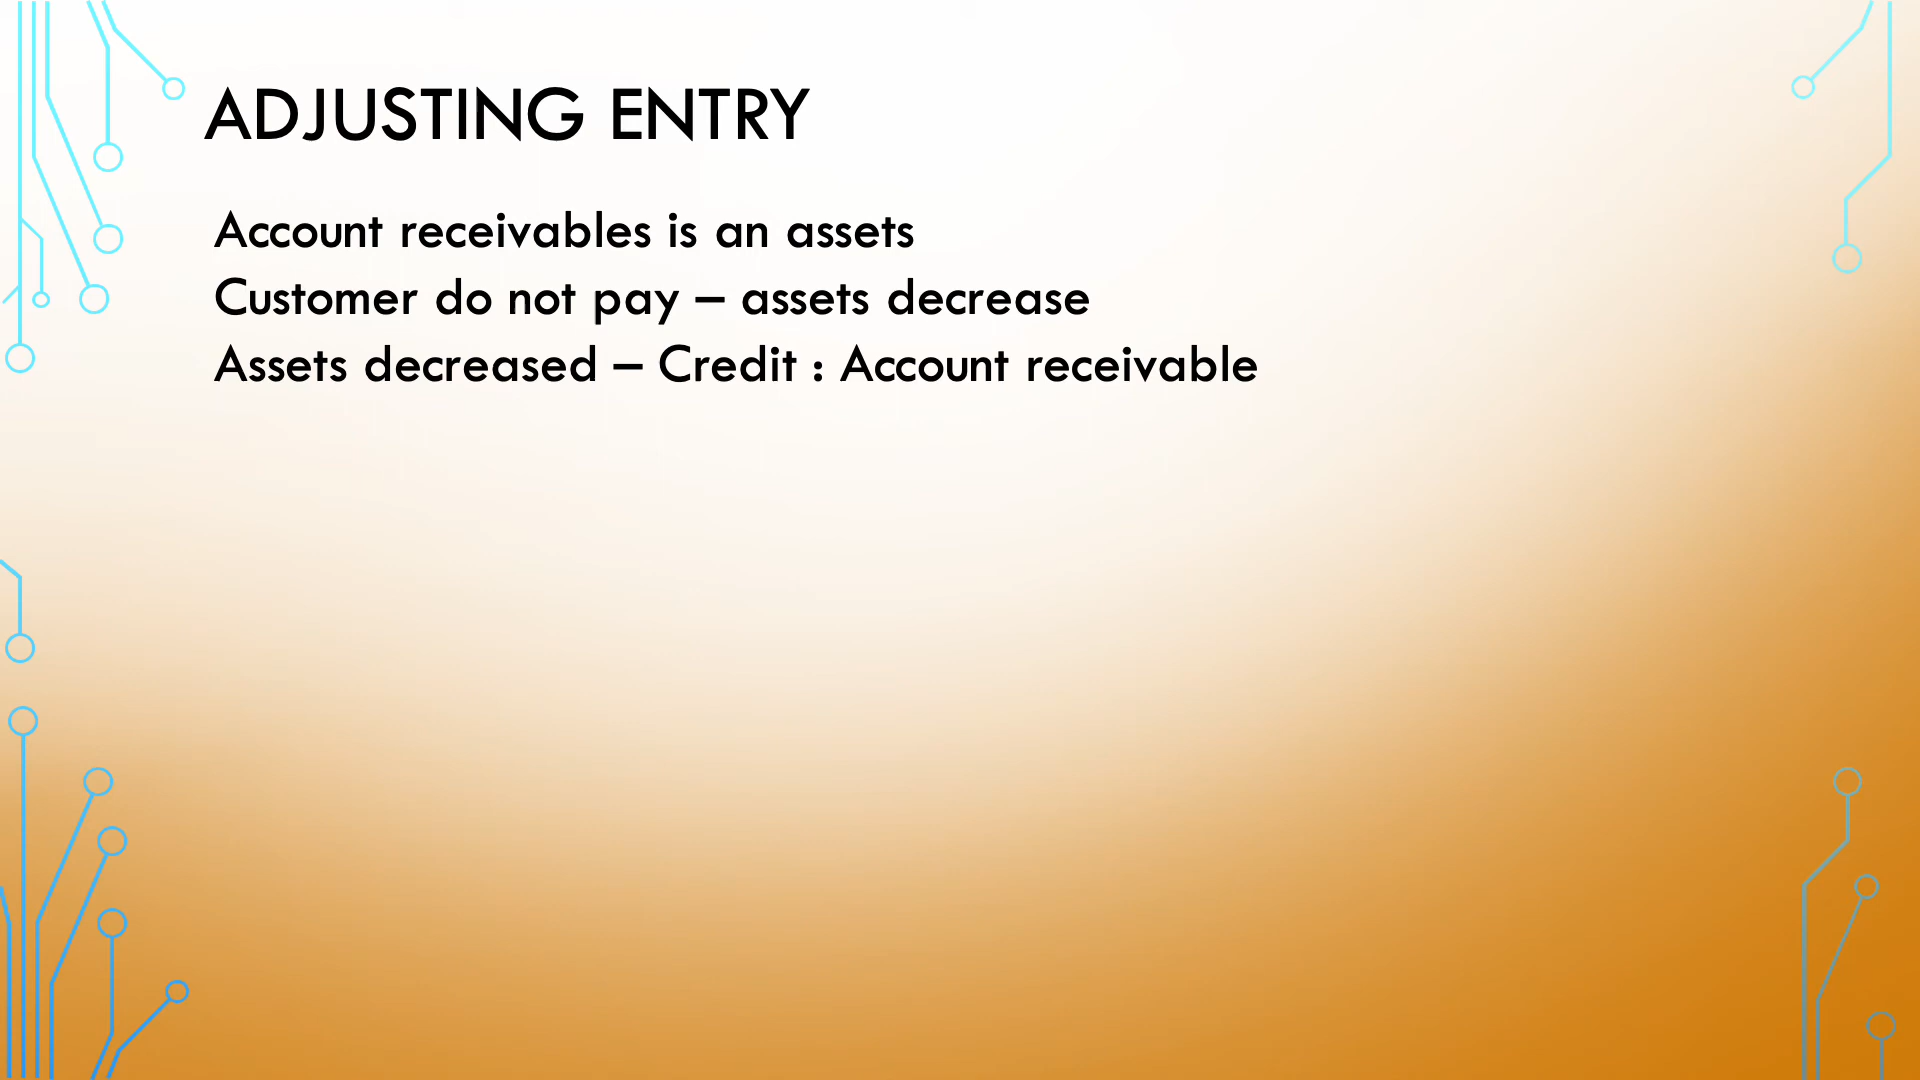 ADJUSTING ENTRY
Account receivables is an assets
Customer do not pay – assets decrease
Assets decreased – Credit : Account receivable